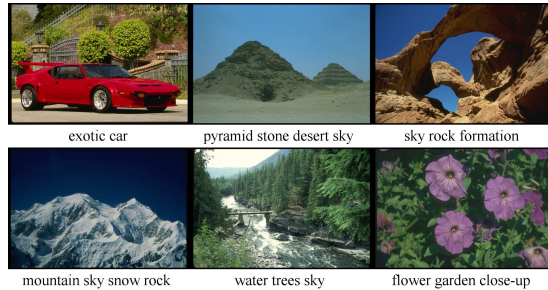 exotic car
pyramid stone desert sky
sky rock formation
mountain sky snow rock
water trees sky
flower garden close-up